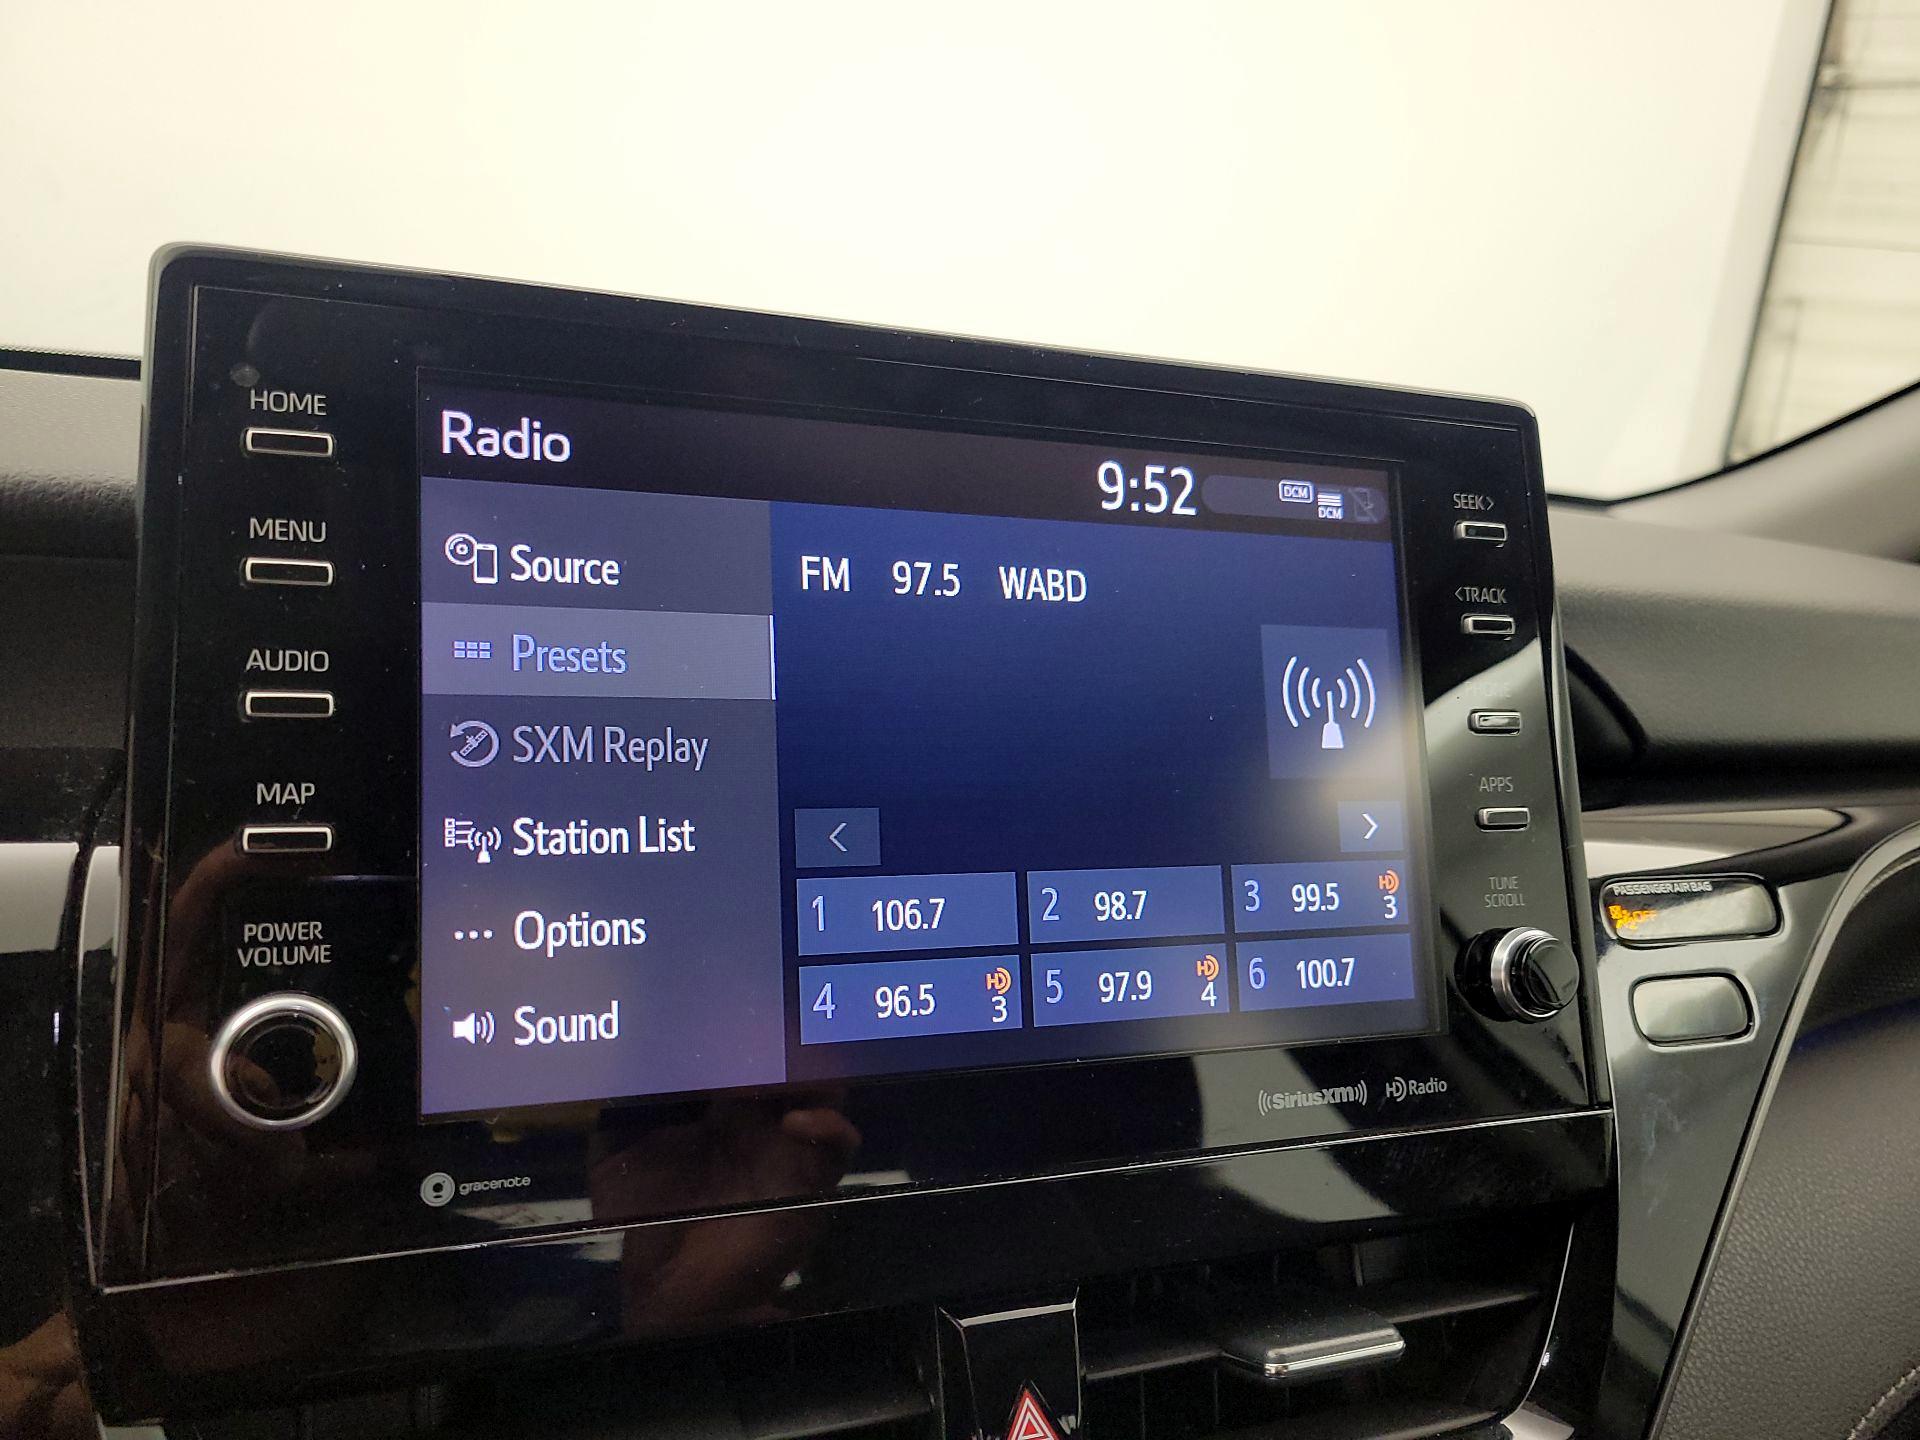 HOME
MENU
AUDIO
MAP
POWER
VOLUME
Radio
9:52
DCM
DCM
Source
Presets
SXM Replay
Station List
Options
Sound
FM 97.5 WABD
<
>
1 106.7
2 98.7
3 99.5 HD 3
4 96.5 HD 3
5 97.9 HD 4
6 100.7
SEEK>
<TRACK
PHONE
APPS
TUNE
SCROLL
((SiriusXM)) HD Radio
gracenote
PASSENGER AIR BAG
OFF